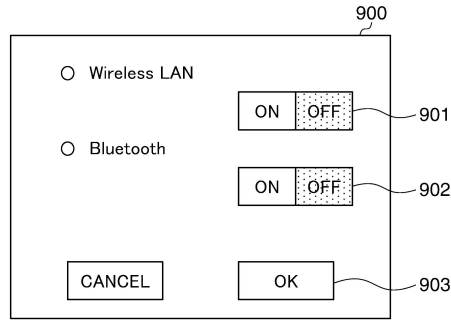 900
Wireless LAN
ON OFF 901
Bluetooth
ON OFF 902
CANCEL OK 903